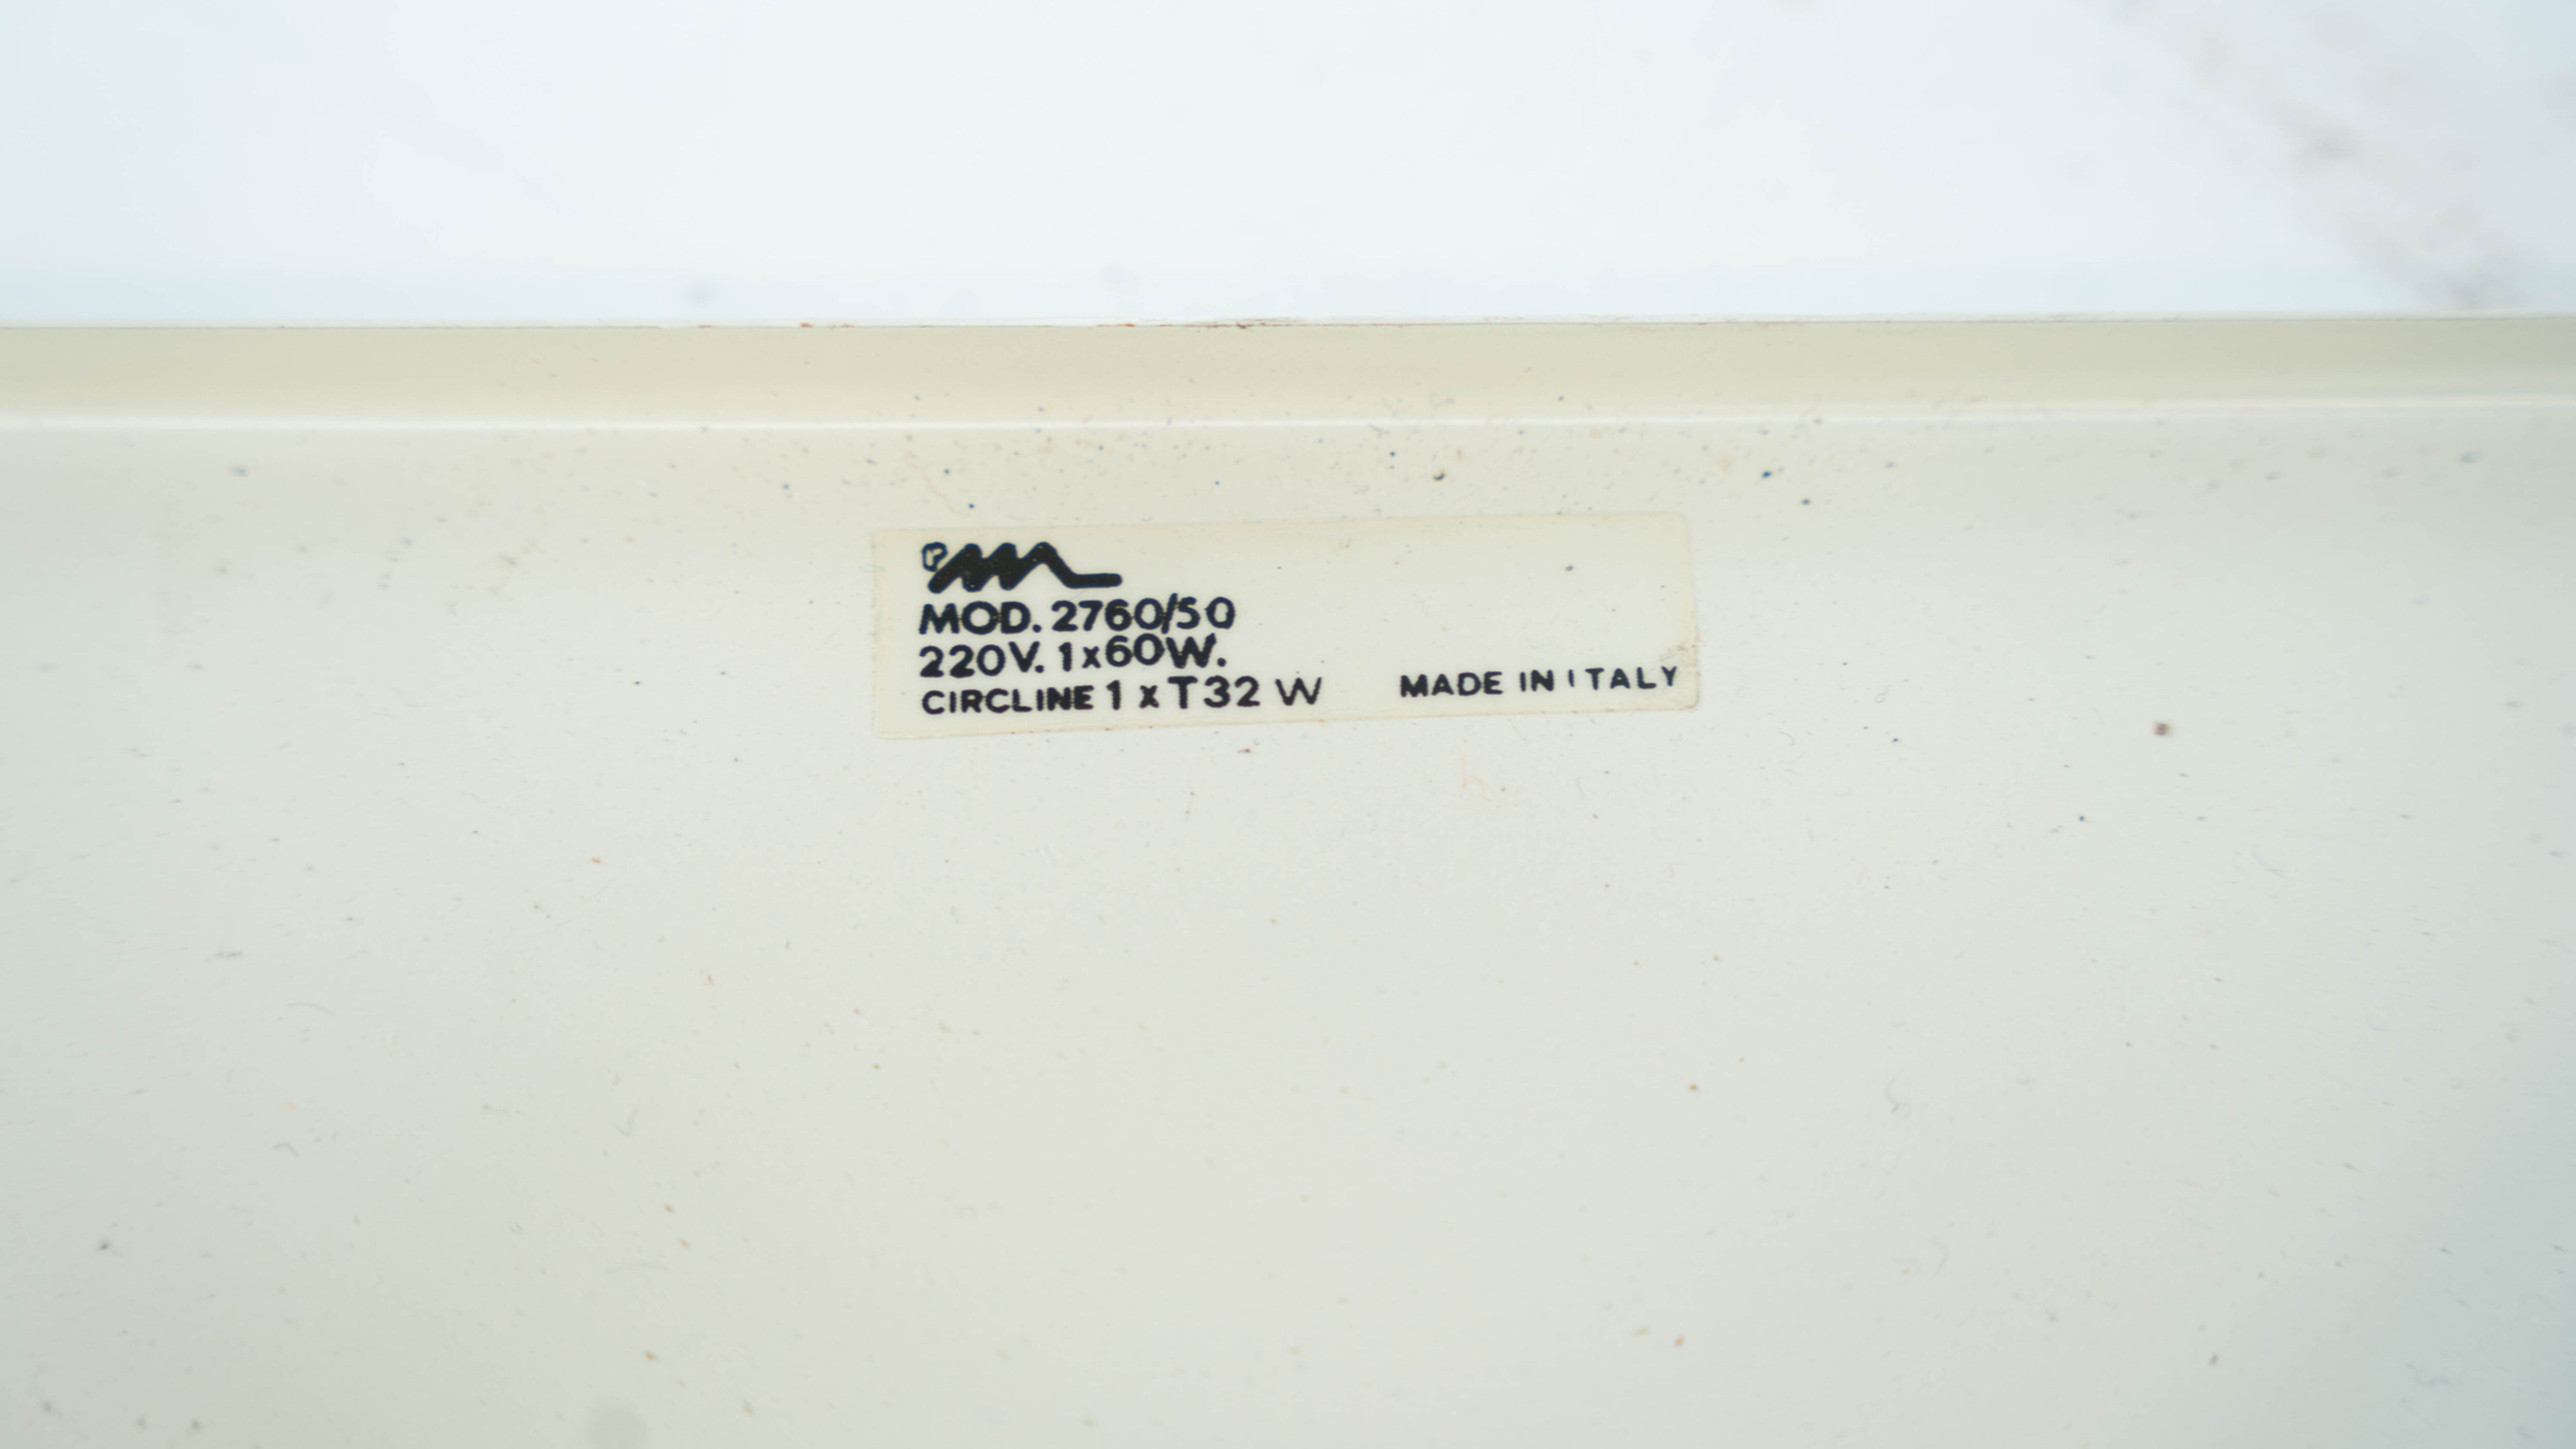 MOD. 2760/50
220V. 1x60W.
CIRCLINE 1 x T32 W MADE IN ITALY